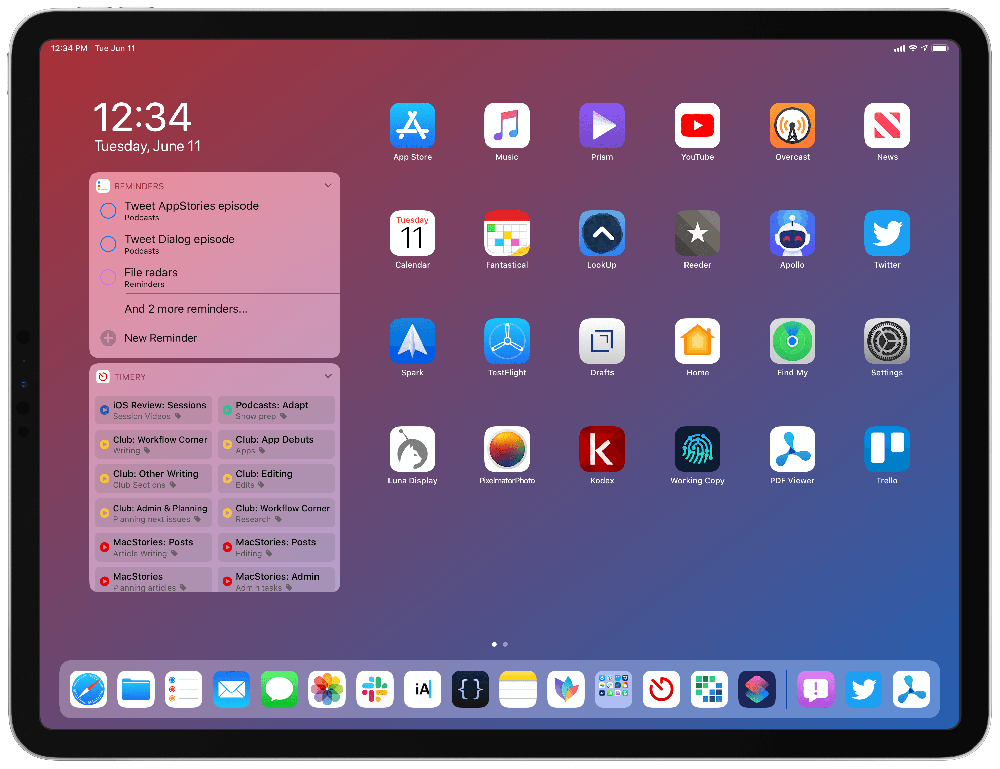 12:34 PM Tue Jun 11
12:34
Tuesday, June 11
REMINDERS
Tweet AppStories episode
Podcasts
Tweet Dialog episode
Podcasts
File radars
Reminders
And 2 more reminders...
New Reminder
TIMERY
iOS Review: Sessions
Session Videos
Podcasts: Adapt
Show prep
Club: Workflow Corner
Writing
Club: App Debuts
Apps
Club: Other Writing
Club Sections
Club: Editing
Edits
Club: Admin & Planning
Planning next issues
Club: Workflow Corner
Research
MacStories: Posts
Article Writing
MacStories: Posts
Editing
MacStories
Planning articles
MacStories: Admin
Admin tasks
App Store
Music
Prism
YouTube
Overcast
News
Tuesday
11
Calendar
Fantastical
LookUp
Reeder
Apollo
Twitter
Spark
TestFlight
Drafts
Home
Find My
Settings
Luna Display
PixelmatorPhoto
K
Kodex
Working Copy
PDF Viewer
Trello
iA
{}